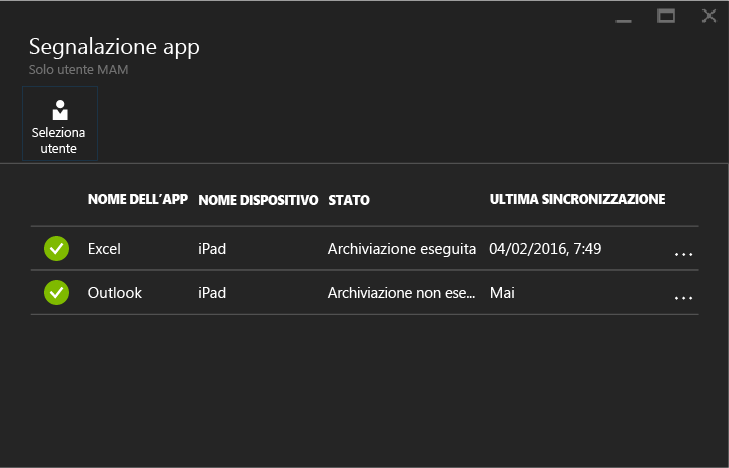 Segnalazione app
Solo utente MAM
Seleziona
utente
NOME DELL'APP NOME DISPOSITIVO STATO ULTIMA SINCRONIZZAZIONE
Excel iPad Archiviazione eseguita 04/02/2016, 7:49 ...
Outlook iPad Archiviazione non ese... Mai ...